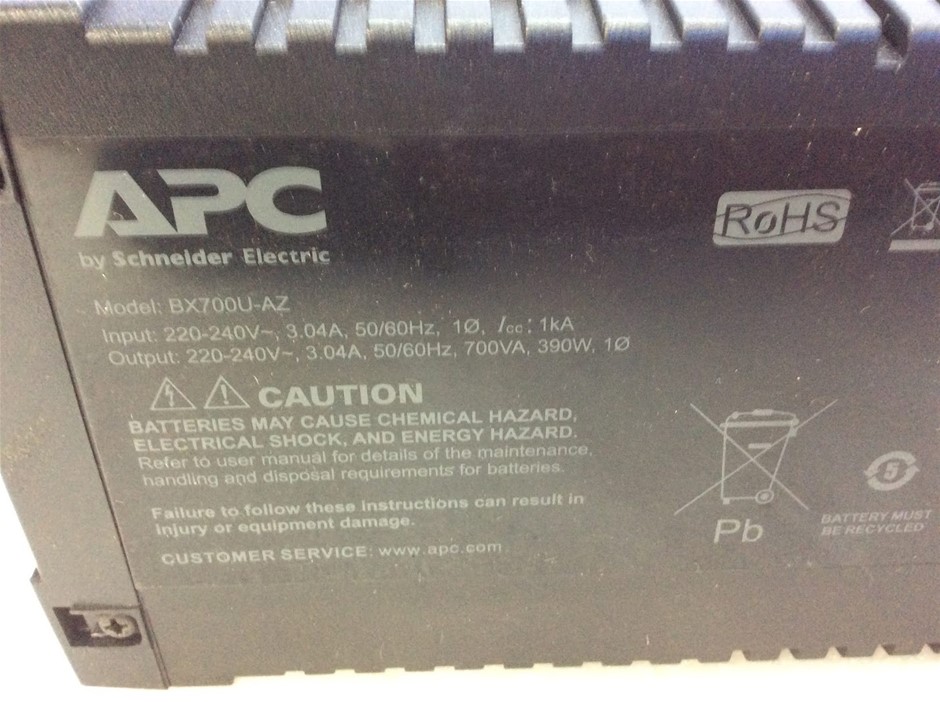 APC
by Schneider Electric
RoHS
Model: BX700U-AZ
Input: 220-240V~, 3.04A, 50/60Hz, 1Ø, Icc: 1kA
Output: 220-240V~, 3.04A, 50/60Hz, 700VA, 390W, 1Ø
CAUTION
BATTERIES MAY CAUSE CHEMICAL HAZARD,
ELECTRICAL SHOCK, AND ENERGY HAZARD.
Refer to user manual for details of the maintenance,
handling and disposal requirements for batteries.
Failure to follow these instructions can result in
injury or equipment damage.
CUSTOMER SERVICE: www.apc.com
Pb
5
BATTERY MUST
BE RECYCLED